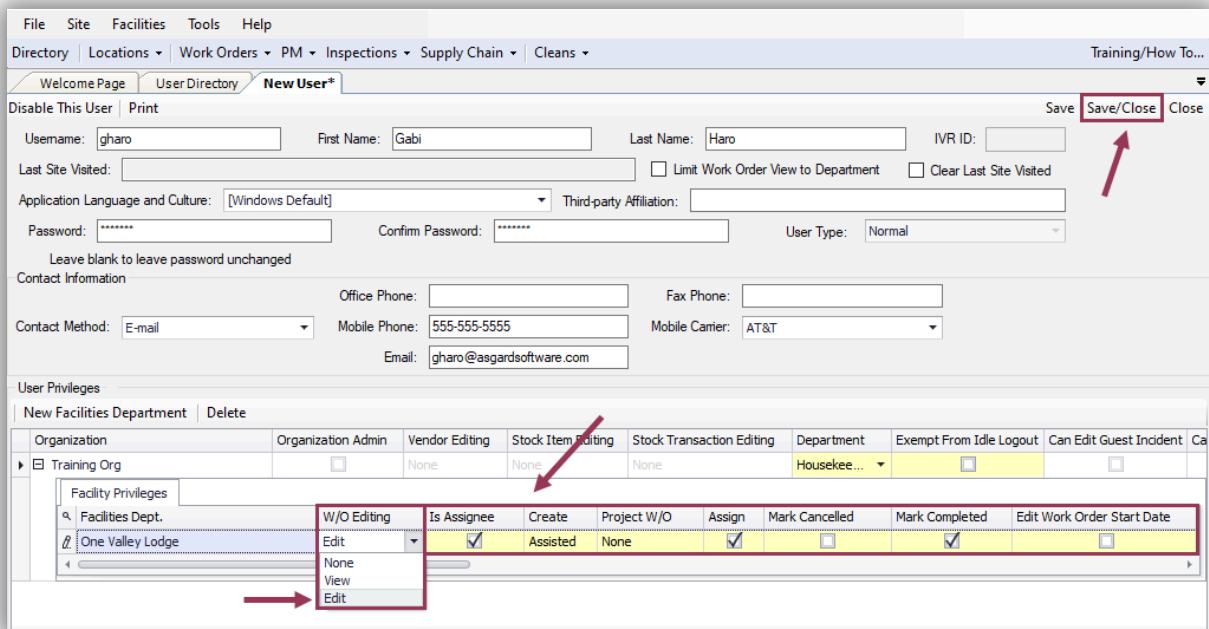 File Site Facilities Tools Help
Directory Locations Work Orders PM Inspections Supply Chain Cleans Training/How To...
Welcome Page User Directory New User*
Disable This User Print Save Save/Close Close
Username: gharo First Name: Gabi Last Name: Haro IVR ID:
Last Site Visited: Limit Work Order View to Department Clear Last Site Visited
Application Language and Culture: [Windows Default] Third-party Affiliation:
Password: ******* Confirm Password: ******* User Type: Normal
Leave blank to leave password unchanged
Contact Information
Office Phone: Fax Phone:
Contact Method: E-mail Mobile Phone: 555-555-5555 Mobile Carrier: AT&T
Email: gharo@asgardsoftware.com
User Privileges
New Facilities Department Delete
Organization Organization Admin Vendor Editing Stock Item Editing Stock Transaction Editing Department Exempt From Idle Logout Can Edit Guest Incident Ca
Training Org None None None Housekee...
Facility Privileges
Facilities Dept. W/O Editing Is Assignee Create Project W/O Assign Mark Cancelled Mark Completed Edit Work Order Start Date
One Valley Lodge Edit Assisted None
None
View
Edit